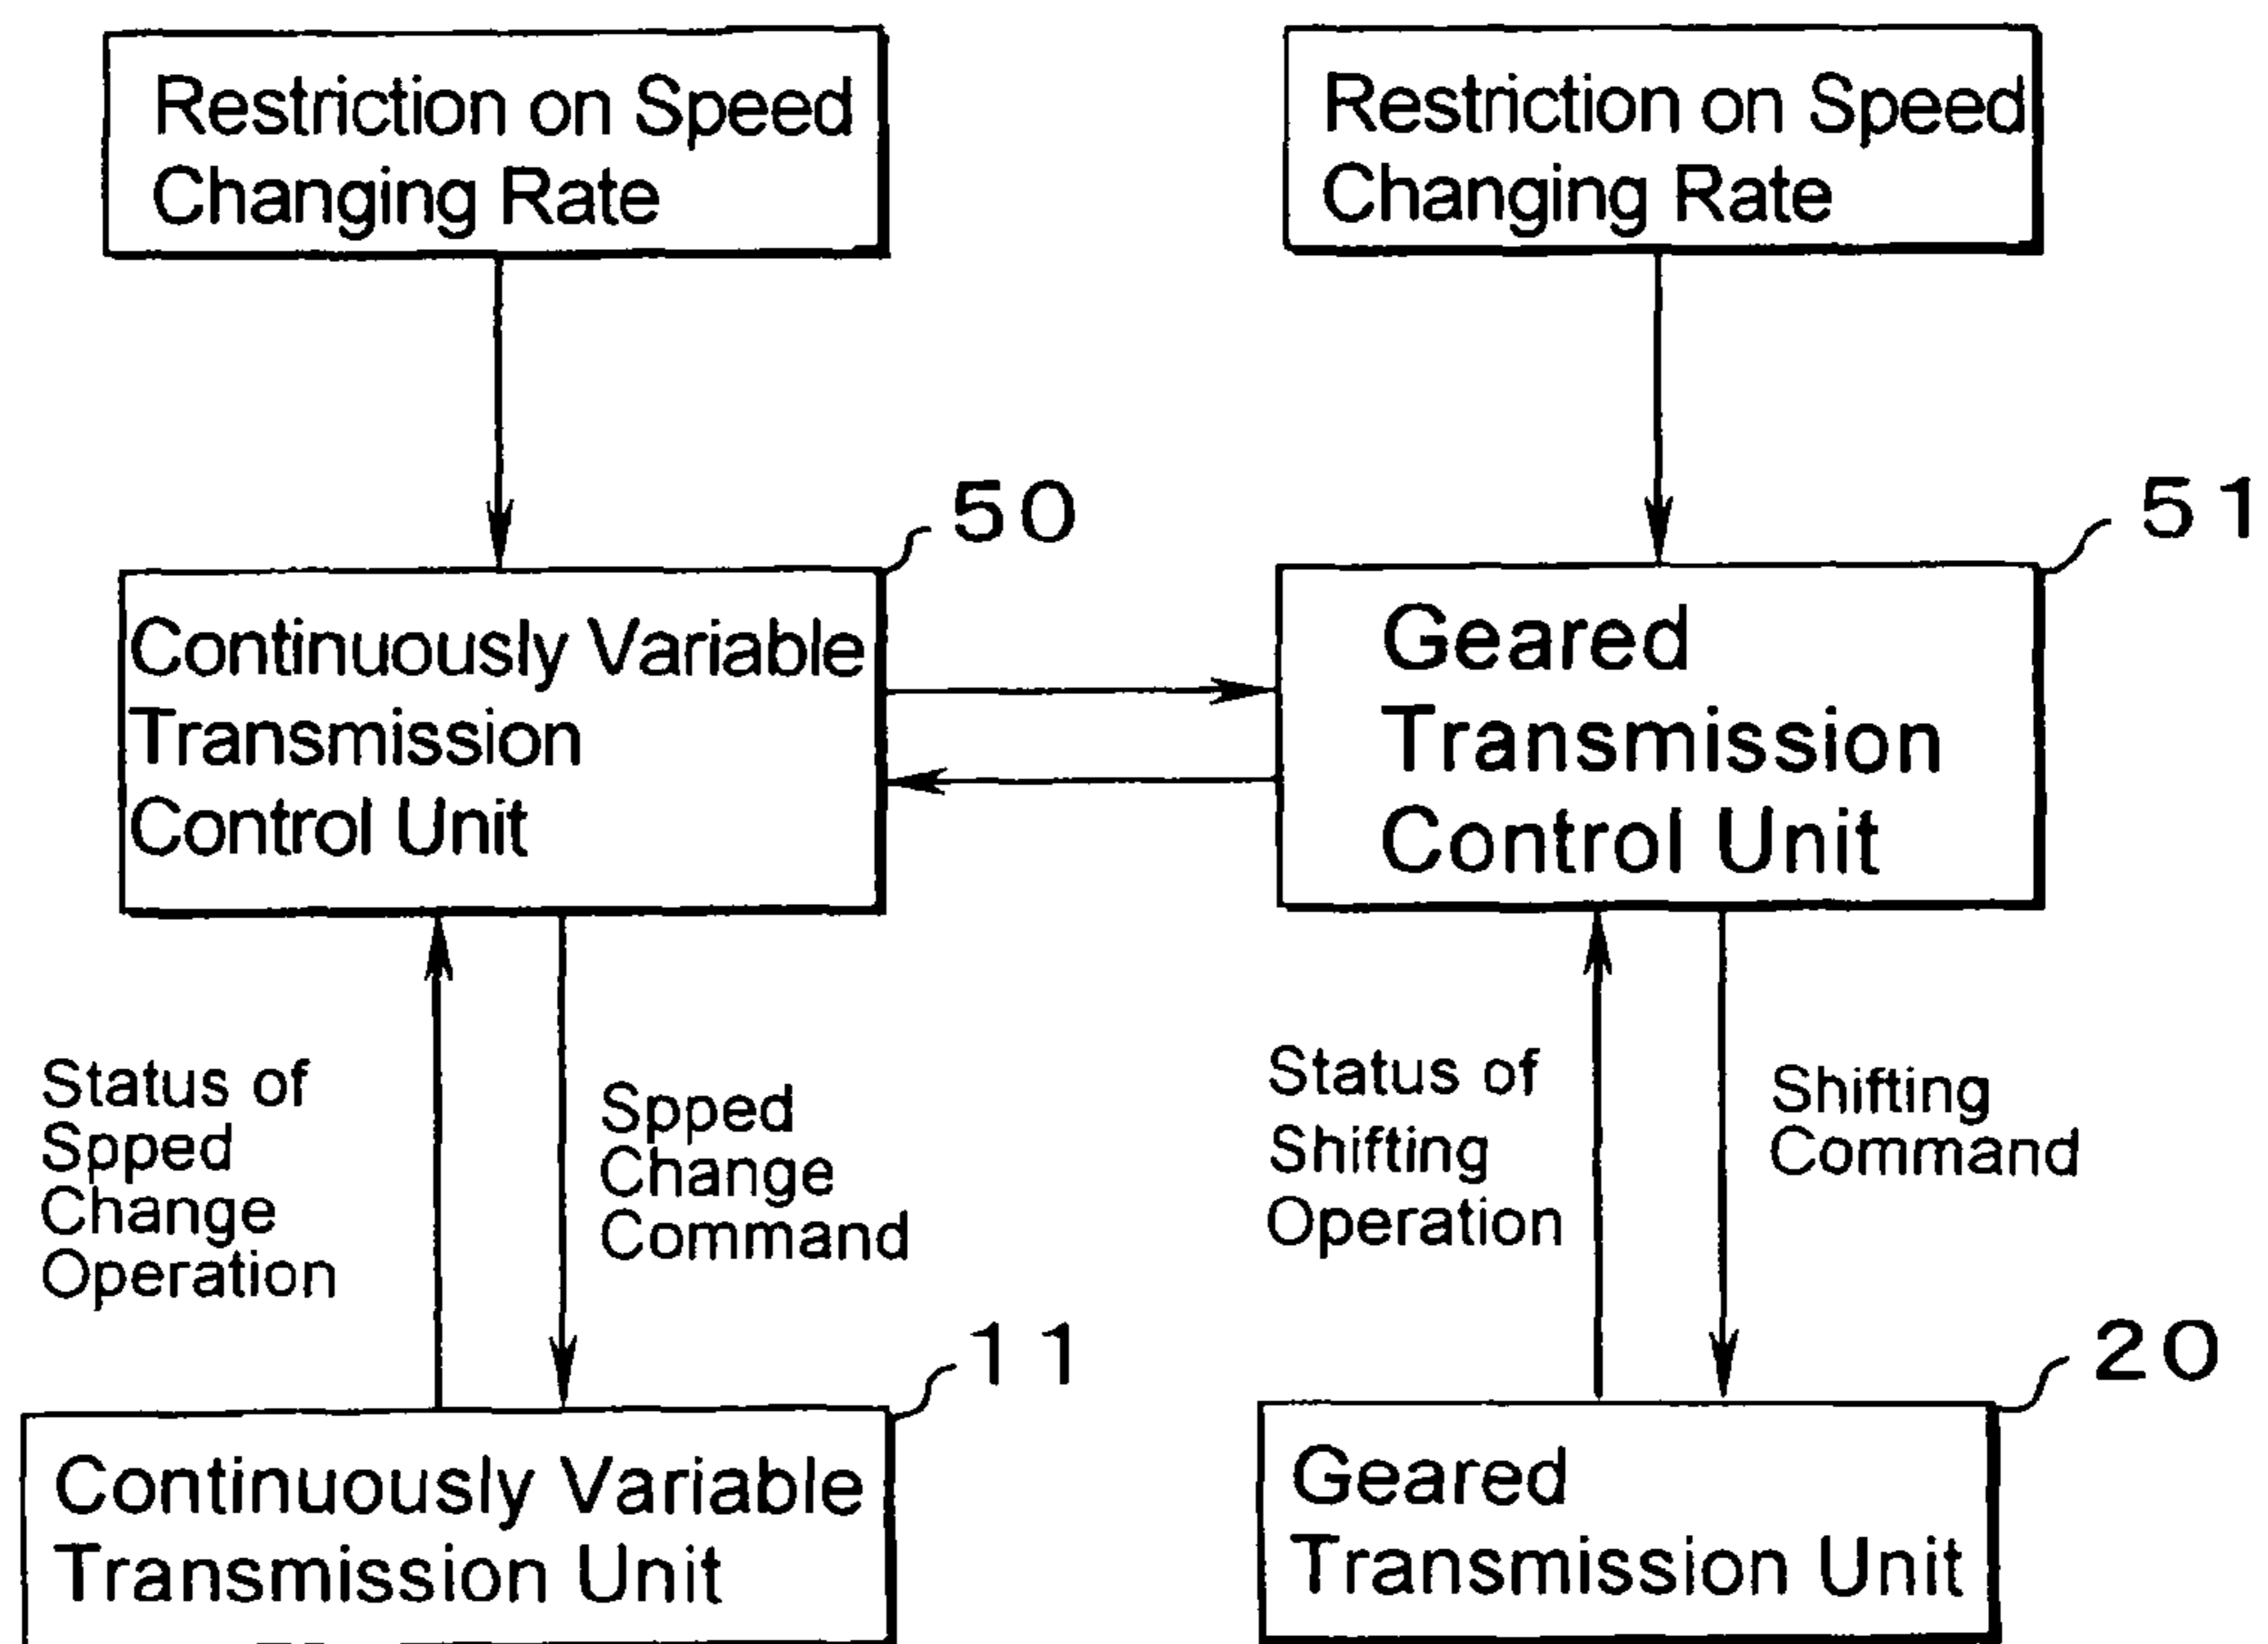 Restriction on Speed
Changing Rate
Restriction on Speed
Changing Rate
50
51
Continuously Variable
Transmission
Control Unit
Geared
Transmission
Control Unit
Status of
Spped
Change
Operation
Spped
Change
Command
Status of
Shifting
Operation
Shifting
Command
11
20
Continuously Variable
Transmission Unit
Geared
Transmission Unit